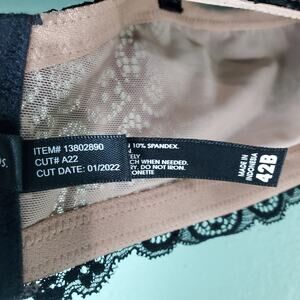 ITEM# 13802890
CUT# A22
CUT DATE: 01/2022
10% SPANDEX.
WHEN NEEDED.
DO NOT IRON.
MADE IN
INDONESIA
42B